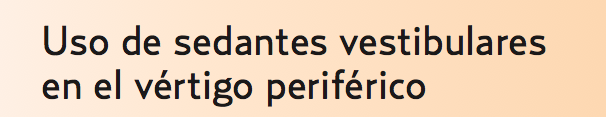 Uso de sedantes vestibulares
en el vértigo periférico